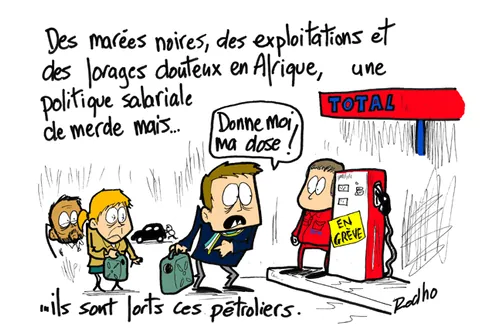 Des marées noires, des exploitations et
des forages douteux en Afrique, une
politique salariale
de merde mais...
TOTAL
Donne moi
ma dose !
EN
GRÈVE
...ils sont forts ces pétroliers.
Rodho